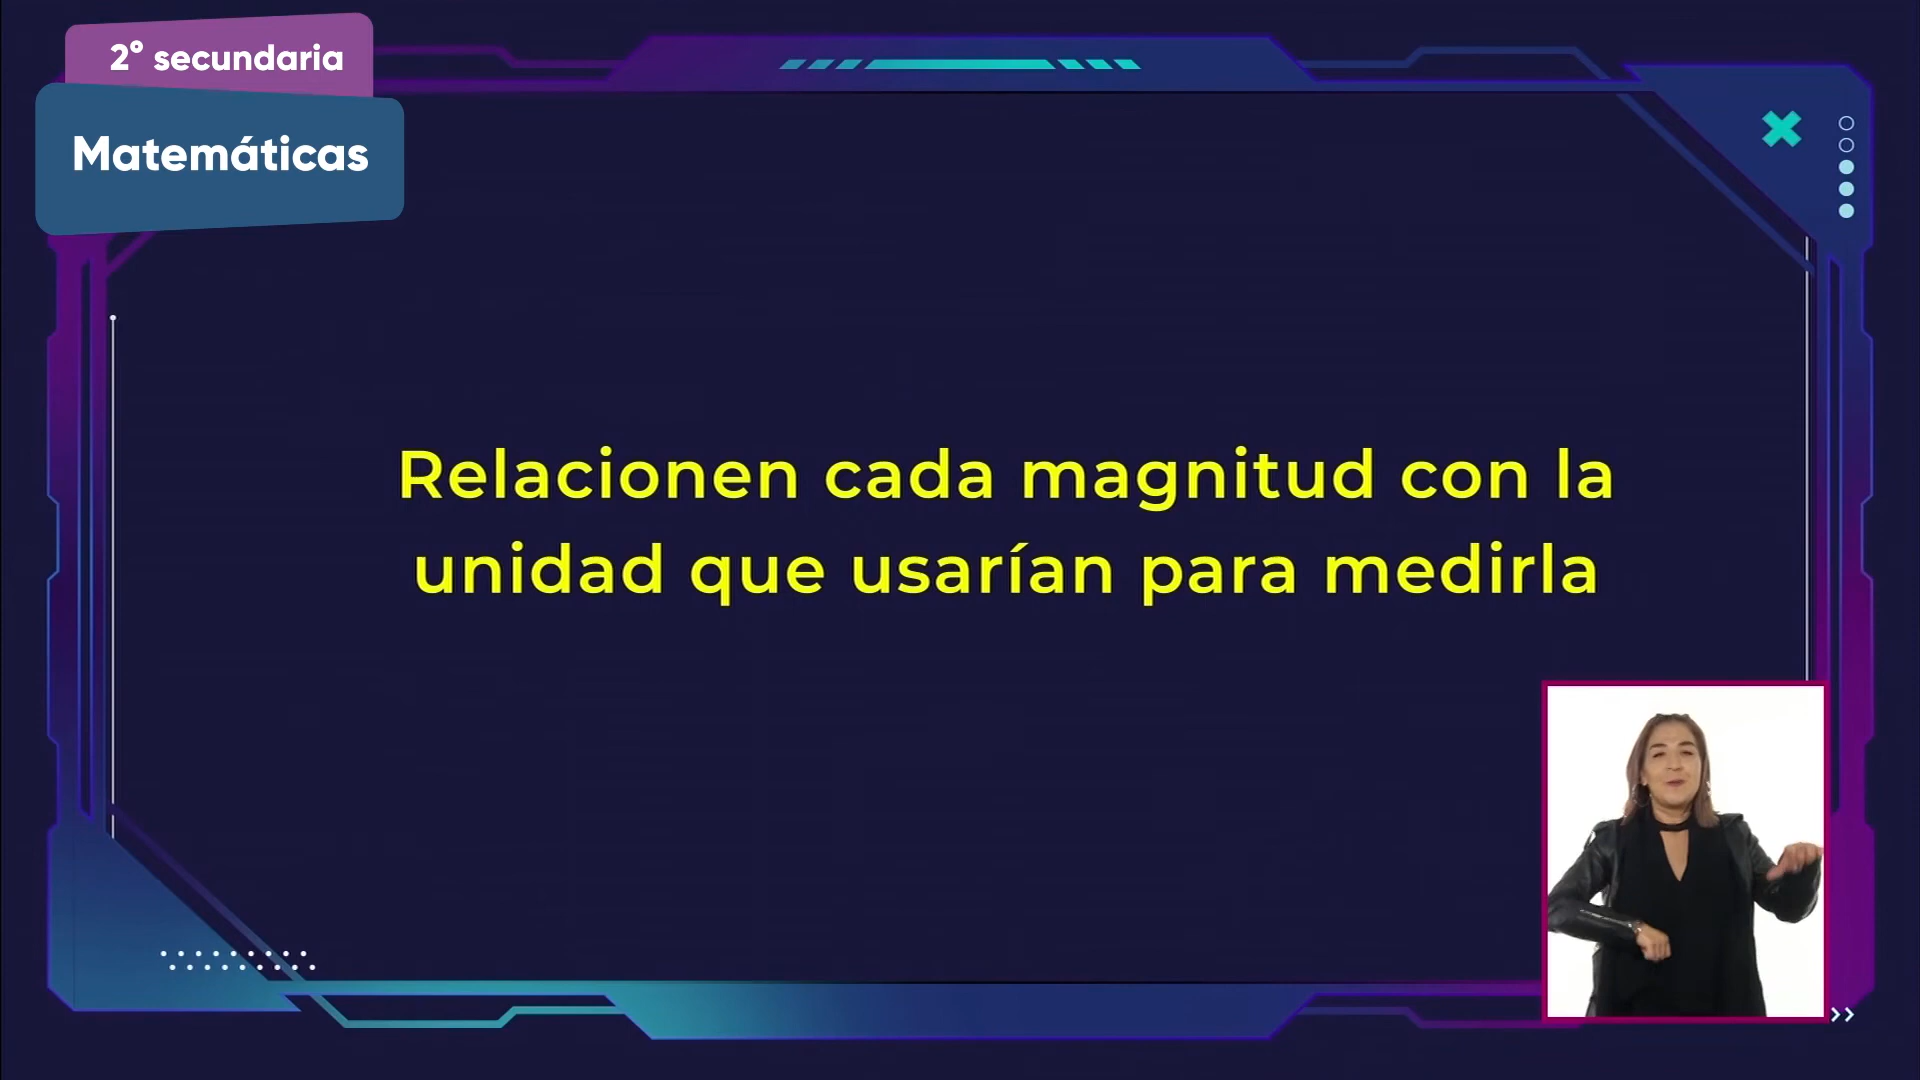 2° secundaria
Matemáticas
Relacionen cada magnitud con la
unidad que usarían para medirla